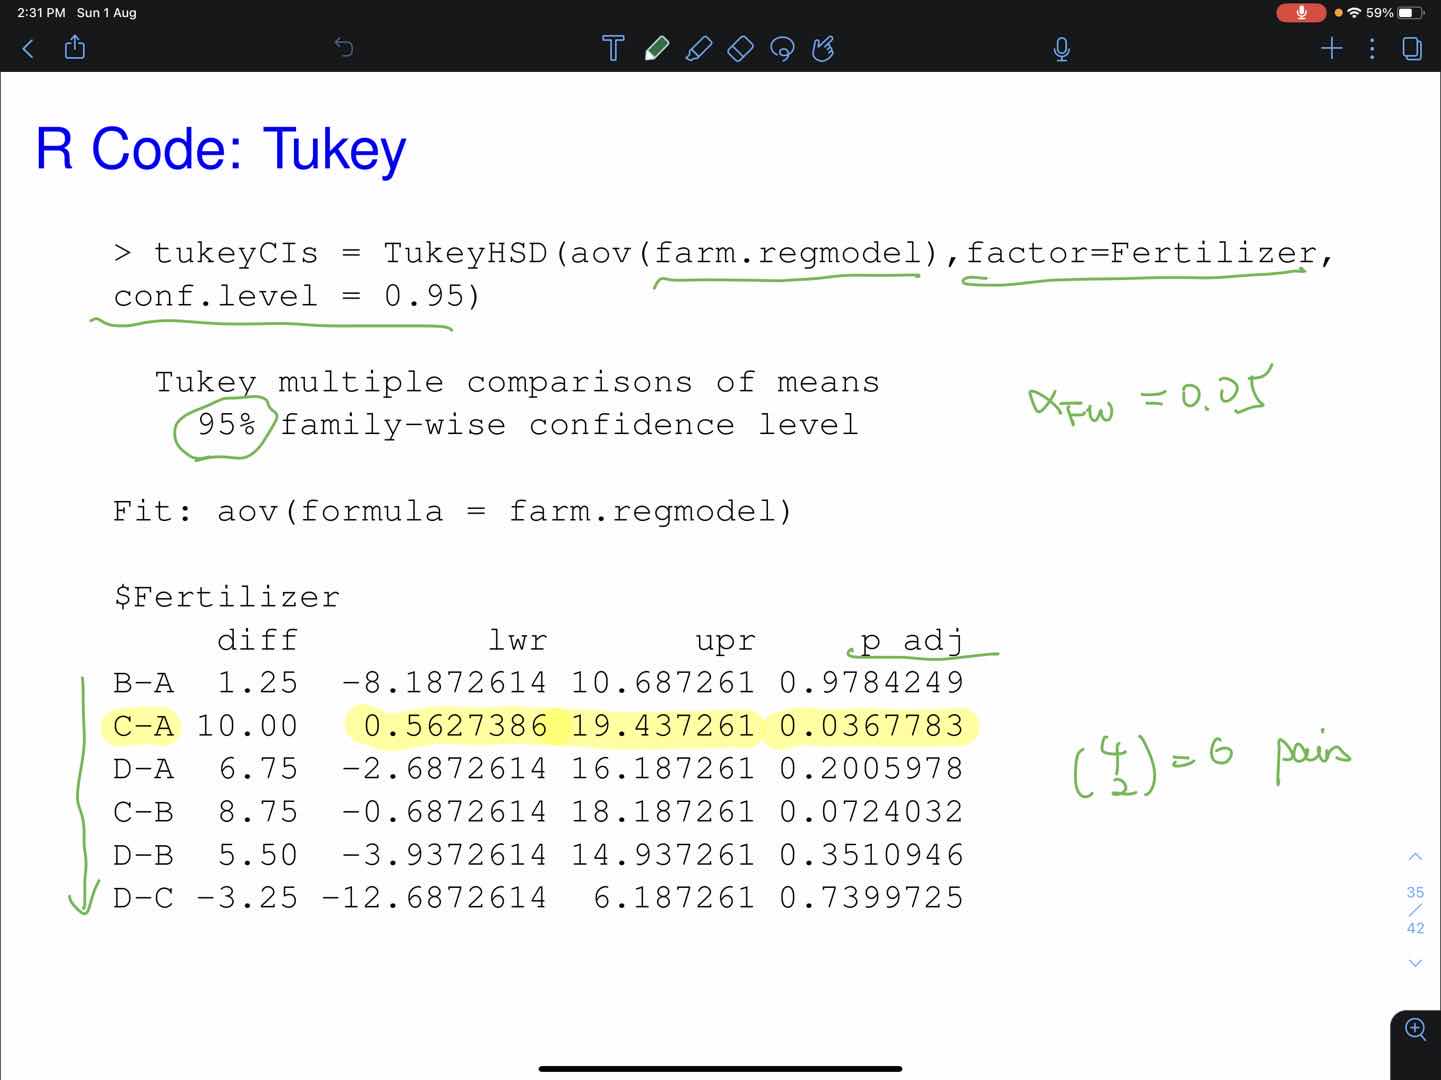 2:31 PM Sun 1 Aug
59%
R Code: Tukey
> tukeyCIs = TukeyHSD(aov(farm.regmodel),factor=Fertilizer,
conf.level = 0.95)
Tukey multiple comparisons of means
95% family-wise confidence level
αFW = 0.05
Fit: aov(formula = farm.regmodel)
$Fertilizer
diff lwr upr p adj
B-A 1.25 -8.1872614 10.687261 0.9784249
C-A 10.00 0.5627386 19.437261 0.0367783
D-A 6.75 -2.6872614 16.187261 0.2005978
C-B 8.75 -0.6872614 18.187261 0.0724032
D-B 5.50 -3.9372614 14.937261 0.3510946
D-C -3.25 -12.6872614 6.187261 0.7399725
(4 2) = 6 pairs
35
/
42